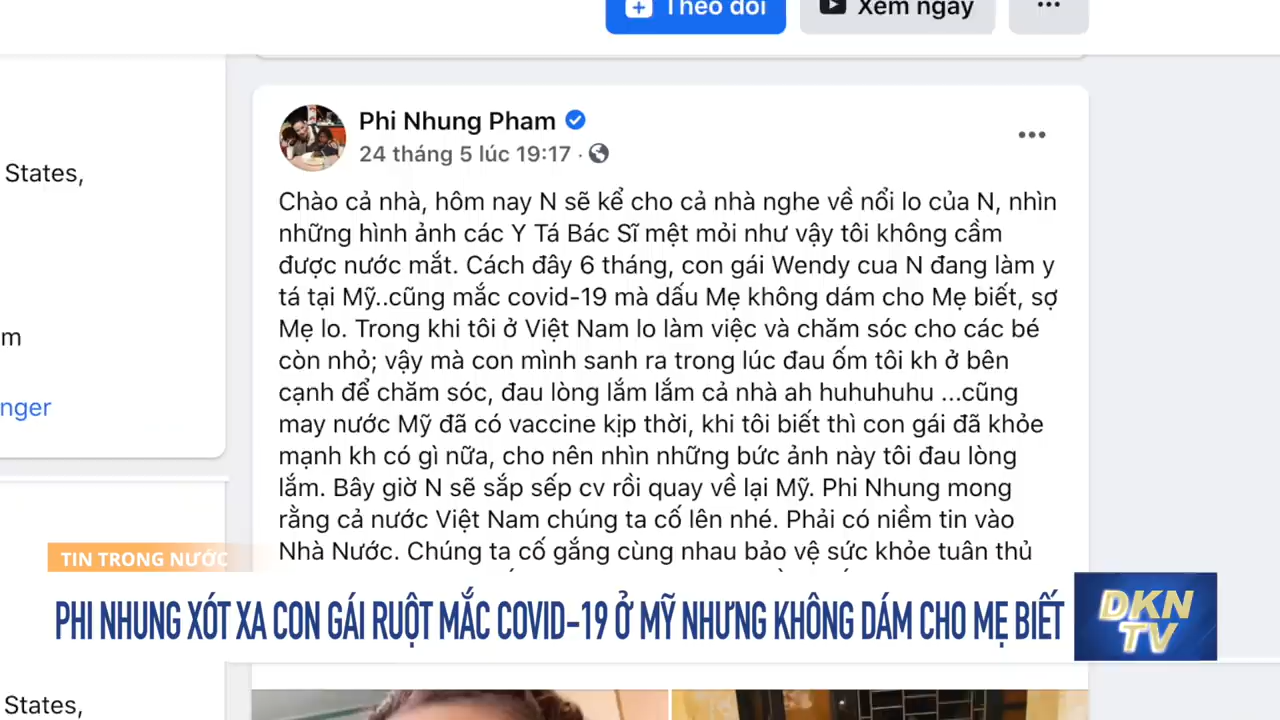 Theo dõi
Xem ngay
States,
m
nger
States,
Phi Nhung Pham
24 tháng 5 lúc 19:17 ·
Chào cả nhà, hôm nay N sẽ kể cho cả nhà nghe về nổi lo của N, nhìn
những hình ảnh các Y Tá Bác Sĩ mệt mỏi như vậy tôi không cầm
được nước mắt. Cách đây 6 tháng, con gái Wendy cua N đang làm y
tá tại Mỹ..cũng mắc covid-19 mà dấu Mẹ không dám cho Mẹ biết, sợ
Mẹ lo. Trong khi tôi ở Việt Nam lo làm việc và chăm sóc cho các bé
còn nhỏ; vậy mà con mình sanh ra trong lúc đau ốm tôi kh ở bên
cạnh để chăm sóc, đau lòng lắm lắm cả nhà ah huhuhuhu ...cũng
may nước Mỹ đã có vaccine kịp thời, khi tôi biết thì con gái đã khỏe
mạnh kh có gì nữa, cho nên nhìn những bức ảnh này tôi đau lòng
lắm. Bây giờ N sẽ sắp sếp cv rồi quay về lại Mỹ. Phi Nhung mong
rằng cả nước Việt Nam chúng ta cố lên nhé. Phải có niềm tin vào
Nhà Nước. Chúng ta cố gắng cùng nhau bảo vệ sức khỏe tuân thủ
TIN TRONG NƯỚC
PHI NHUNG XÓT XA CON GÁI RUỘT MẮC COVID-19 Ở MỸ NHƯNG KHÔNG DÁM CHO MẸ BIẾT
DKN
TV